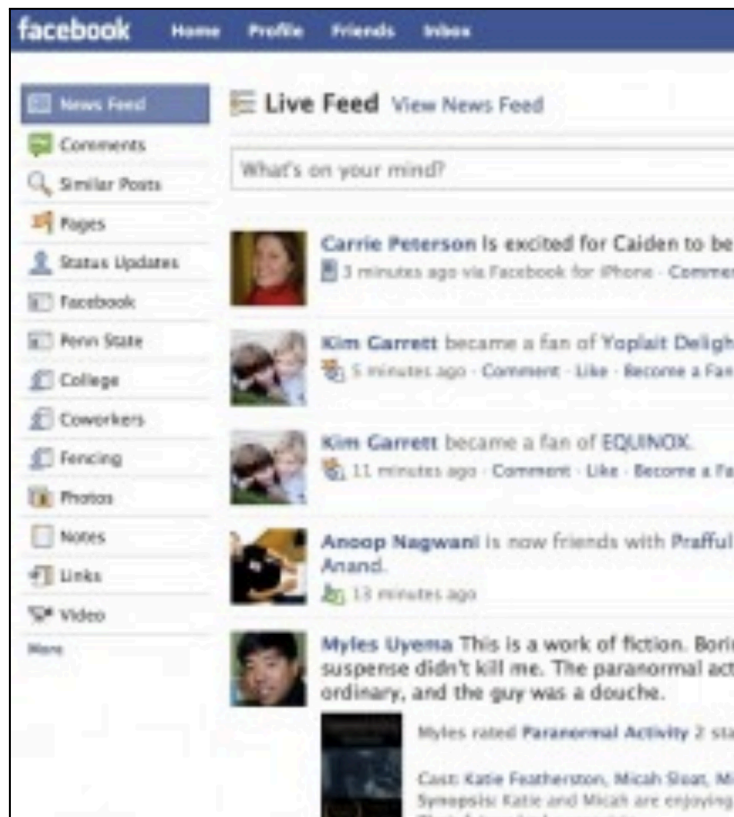 facebook Home Profile Friends Inbox
News Feed
Comments
Similar Posts
Pages
Status Updates
Facebook
Penn State
College
Coworkers
Fencing
Photos
Notes
Links
Video
More
Live Feed View News Feed
What's on your mind?
Carrie Peterson Is excited for Caiden to be
3 minutes ago via Facebook for iPhone · Commen
Kim Garrett became a fan of Yoplait Deligh
5 minutes ago · Comment · Like · Become a Fan
Kim Garrett became a fan of EQUINOX.
11 minutes ago · Comment · Like · Become a Fa
Anoop Nagwani is now friends with Prafful
Anand.
13 minutes ago
Myles Uyema This is a work of fiction. Borin
suspense didn't kill me. The paranormal act
ordinary, and the guy was a douche.
Myles rated Paranormal Activity 2 sta
Cast: Katie Featherston, Micah Sloat, Mi
Synopsis: Katie and Micah are enjoying